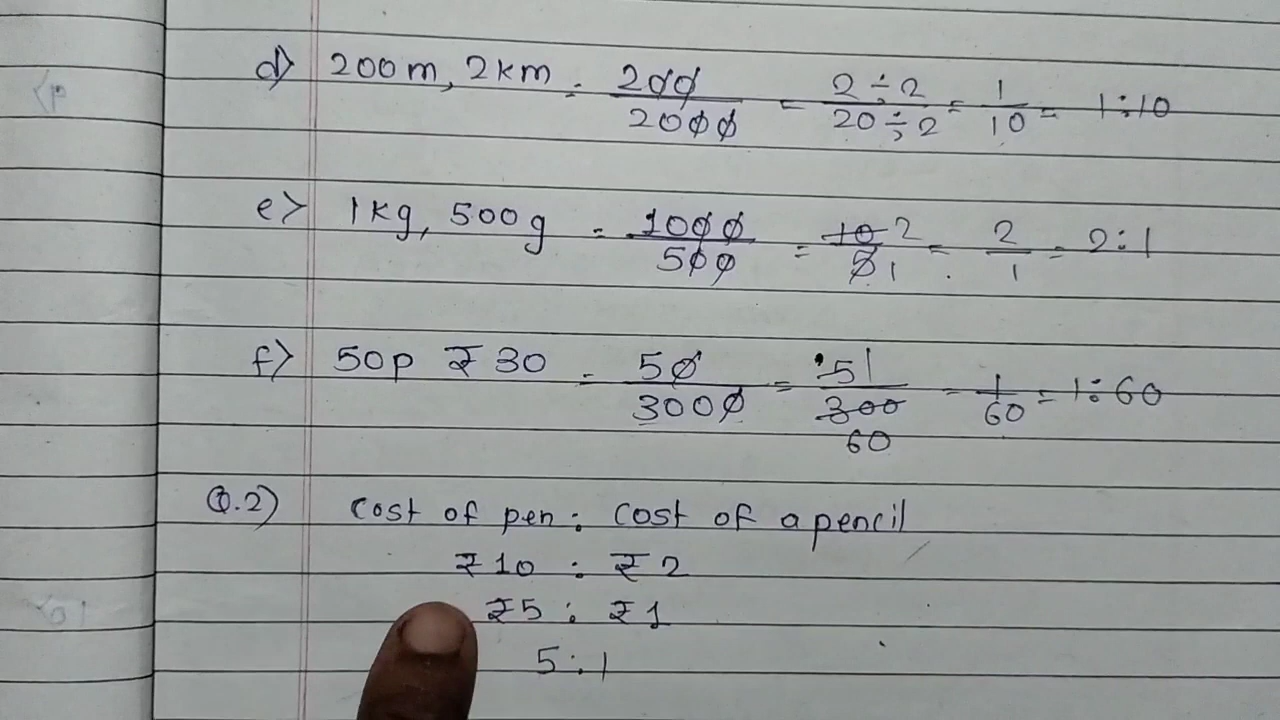 d) 200m, 2km = 200/2000 = 2÷2/20÷2 = 1/10 = 1:10
e) 1kg, 500g = 1000/500 = 10 2/5 1 = 2/1 = 2:1
f) 50p ₹30 = 50/3000 = 5 1/300 60 = 1/60 = 1:60
Q.2) cost of pen : cost of a pencil
₹10 : ₹2
₹5 : ₹1
5:1